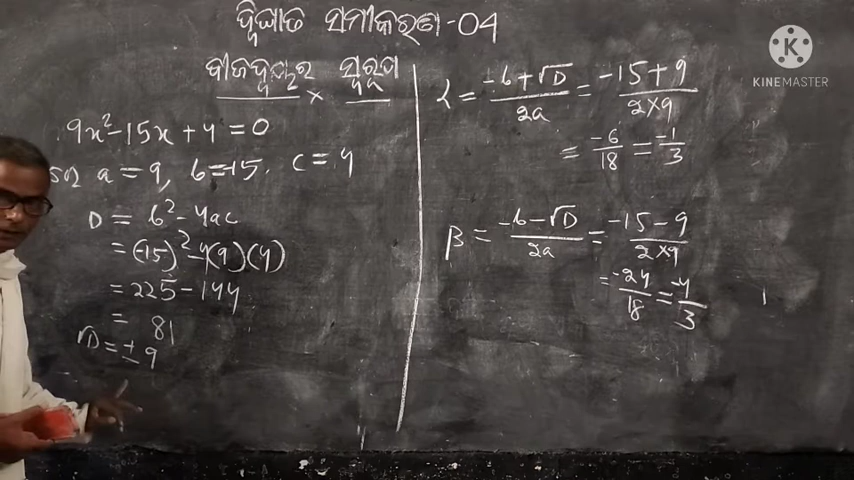 ଦ୍ୱିଘାତ ସମୀକରଣ-04
ବୀଜଦ୍ୱୟର ସ୍ୱରୂପ
×
9x²-15x+4=0
a=9, b=-15. c=4
D = b²-4ac
=(-15)²-4(9)(4)
= 225-144
= 81
√D=±9
α = -b+√D/2a = -15+9/2×9
= -6/18 = -1/3
β = -b-√D/2a = -15-9/2×9
= -24/18 = -4/3
K
KINEMASTER